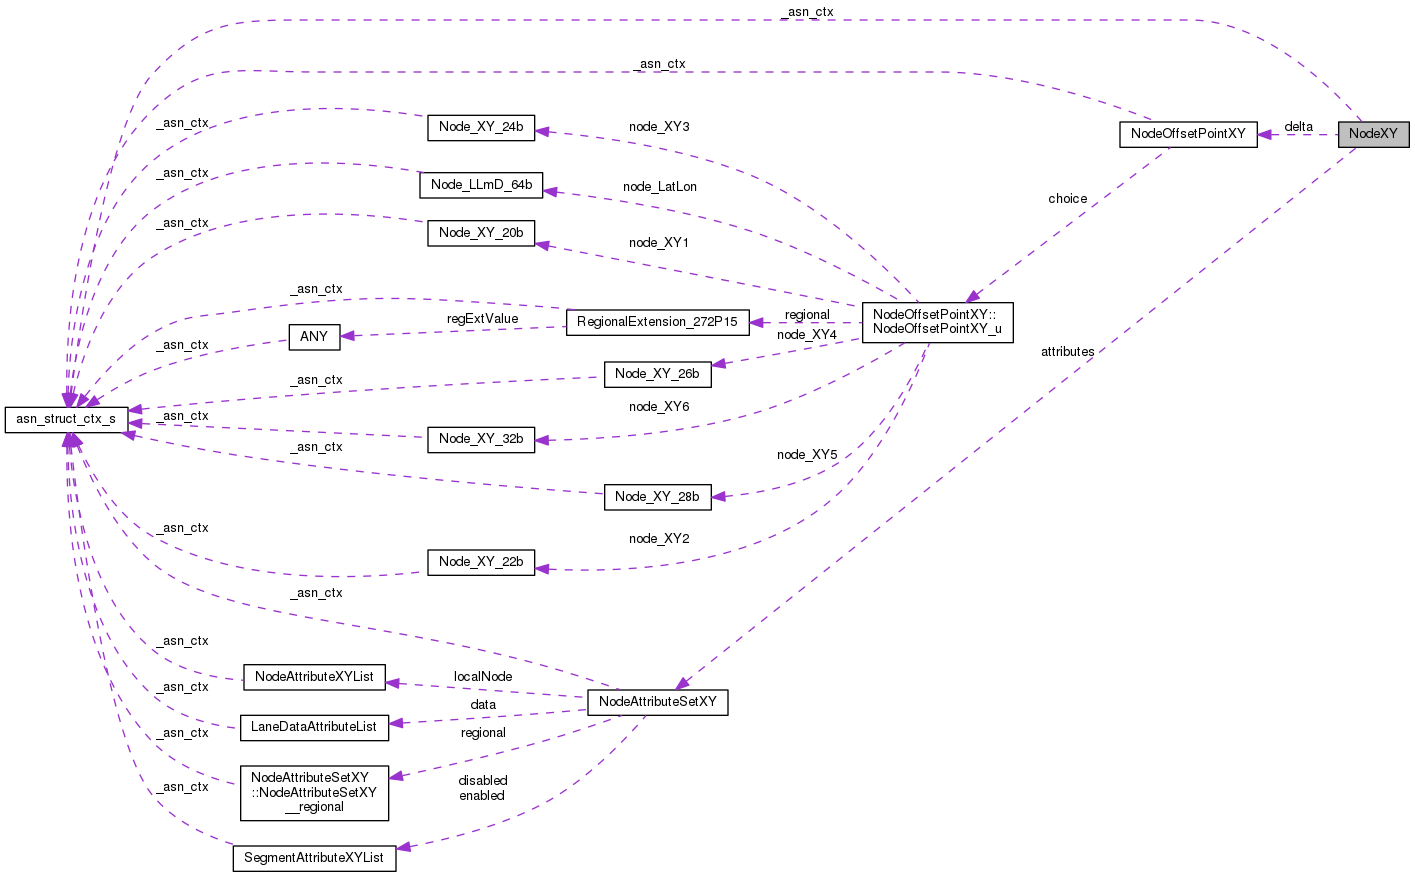 _asn_ctx
_asn_ctx
_asn_ctx
Node_XY_24b
node_XY3
NodeOffsetPointXY
delta
NodeXY
_asn_ctx
Node_LLmD_64b
node_LatLon
choice
_asn_ctx
Node_XY_20b
node_XY1
_asn_ctx
regExtValue
RegionalExtension_272P15
regional
NodeOffsetPointXY::
NodeOffsetPointXY_u
_asn_ctx
ANY
node_XY4
attributes
_asn_ctx
Node_XY_26b
asn_struct_ctx_s
_asn_ctx
Node_XY_32b
node_XY6
_asn_ctx
Node_XY_28b
node_XY5
_asn_ctx
Node_XY_22b
node_XY2
_asn_ctx
_asn_ctx
NodeAttributeXYList
localNode
NodeAttributeSetXY
_asn_ctx
LaneDataAttributeList
data
_asn_ctx
regional
NodeAttributeSetXY
::NodeAttributeSetXY
__regional
_asn_ctx
disabled
enabled
SegmentAttributeXYList